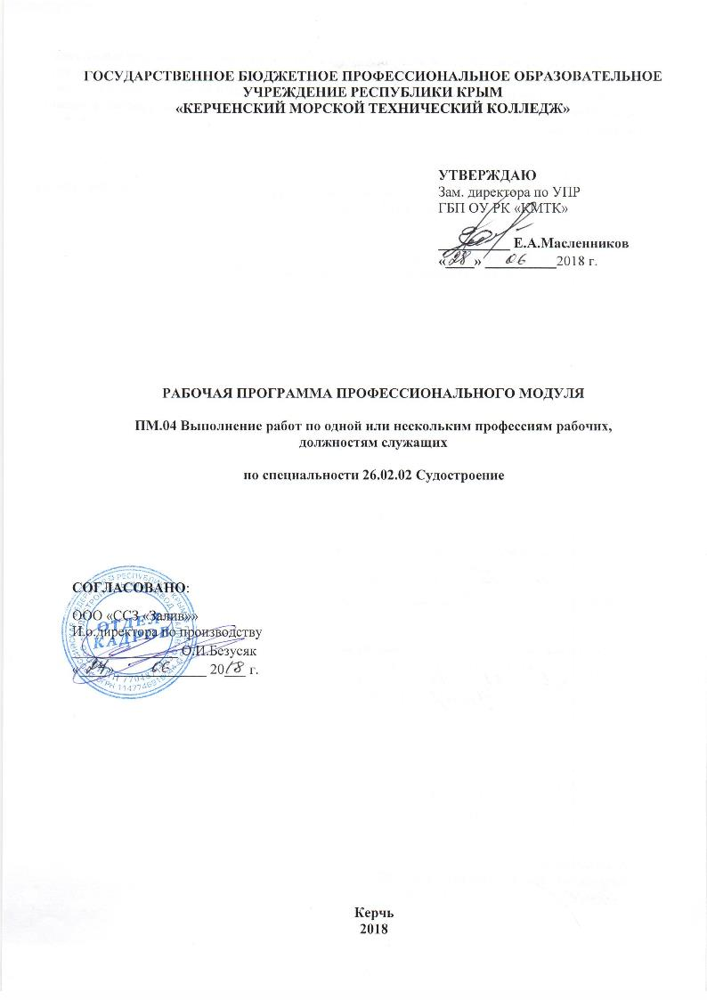 ГОСУДАРСТВЕННОЕ БЮДЖЕТНОЕ ПРОФЕССИОНАЛЬНОЕ ОБРАЗОВАТЕЛЬНОЕ
УЧРЕЖДЕНИЕ РЕСПУБЛИКИ КРЫМ
«КЕРЧЕНСКИЙ МОРСКОЙ ТЕХНИЧЕСКИЙ КОЛЛЕДЖ»
УТВЕРЖДАЮ
Зам. директора по УПР
ГБП ОУ РК «КМТК»
Е.А.Масленников
«28» 06 2018 г.
РАБОЧАЯ ПРОГРАММА ПРОФЕССИОНАЛЬНОГО МОДУЛЯ
ПМ.04 Выполнение работ по одной или нескольким профессиям рабочих,
должностям служащих
по специальности 26.02.02 Судостроение
СОГЛАСОВАНО:
ООО «ССЗ «Залив»»
И.о.директора по производству
О.И.Безусяк
06 2018 г.
ОТДЕЛ
КАДРОВ
Керчь
2018